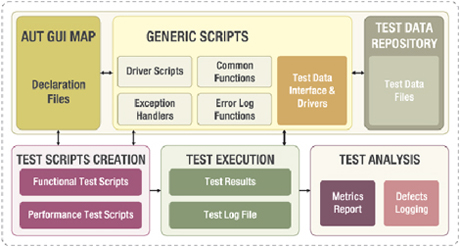 AUT GUI MAP
Declaration
Files
GENERIC SCRIPTS
Driver Scripts
Common
Functions
Exception
Handlers
Error Log
Functions
Test Data
Interface &
Drivers
TEST DATA
REPOSITORY
Test Data
Files
TEST SCRIPTS CREATION
Functional Test Scripts
Performance Test Scripts
TEST EXECUTION
Test Results
Test Log File
TEST ANALYSIS
Metrics
Report
Defects
Logging